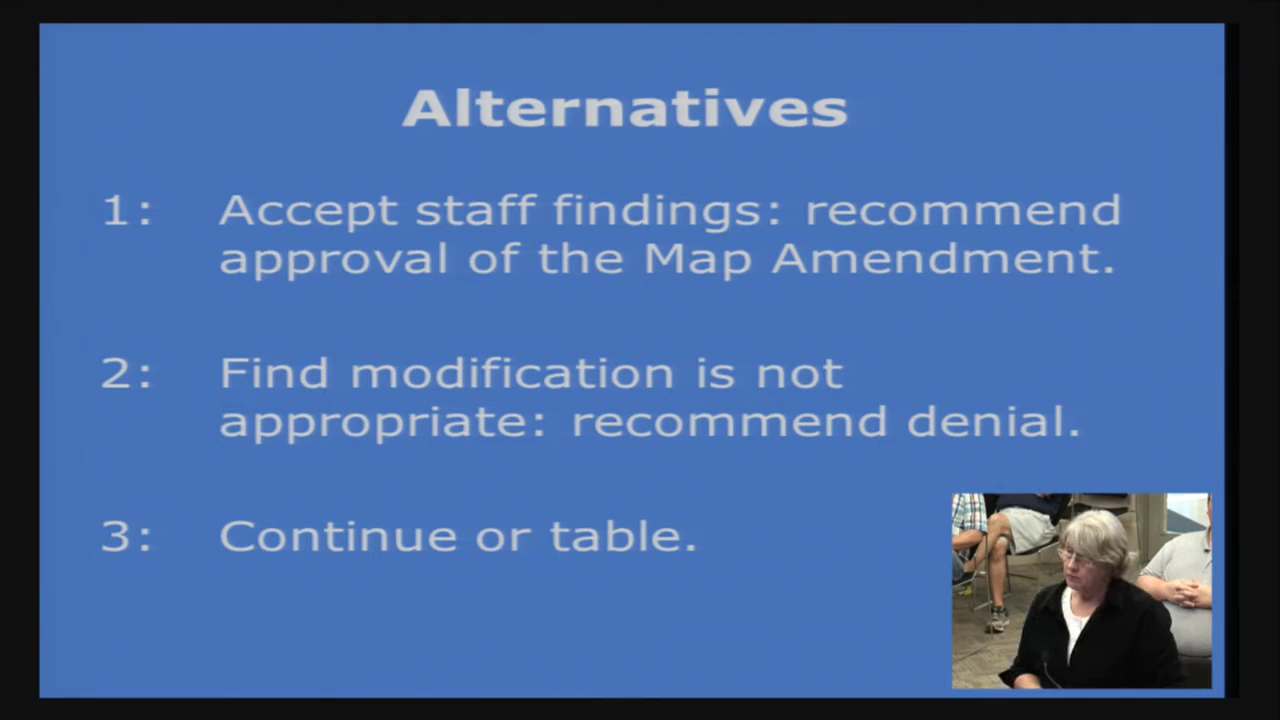 Alternatives
1: Accept staff findings: recommend
approval of the Map Amendment.
2: Find modification is not
appropriate: recommend denial.
3: Continue or table.